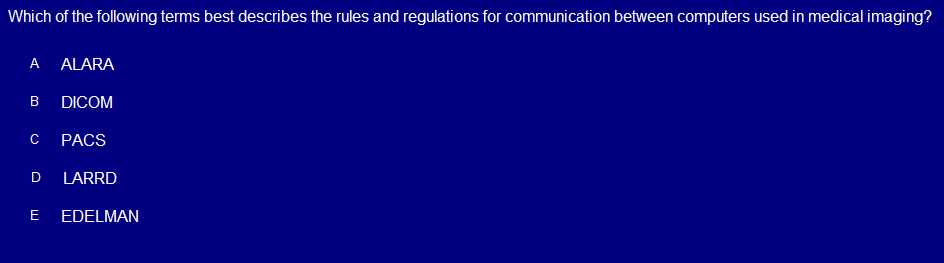 Which of the following terms best describes the rules and regulations for communication between computers used in medical imaging?
A ALARA
B DICOM
C PACS
D LARRD
E EDELMAN